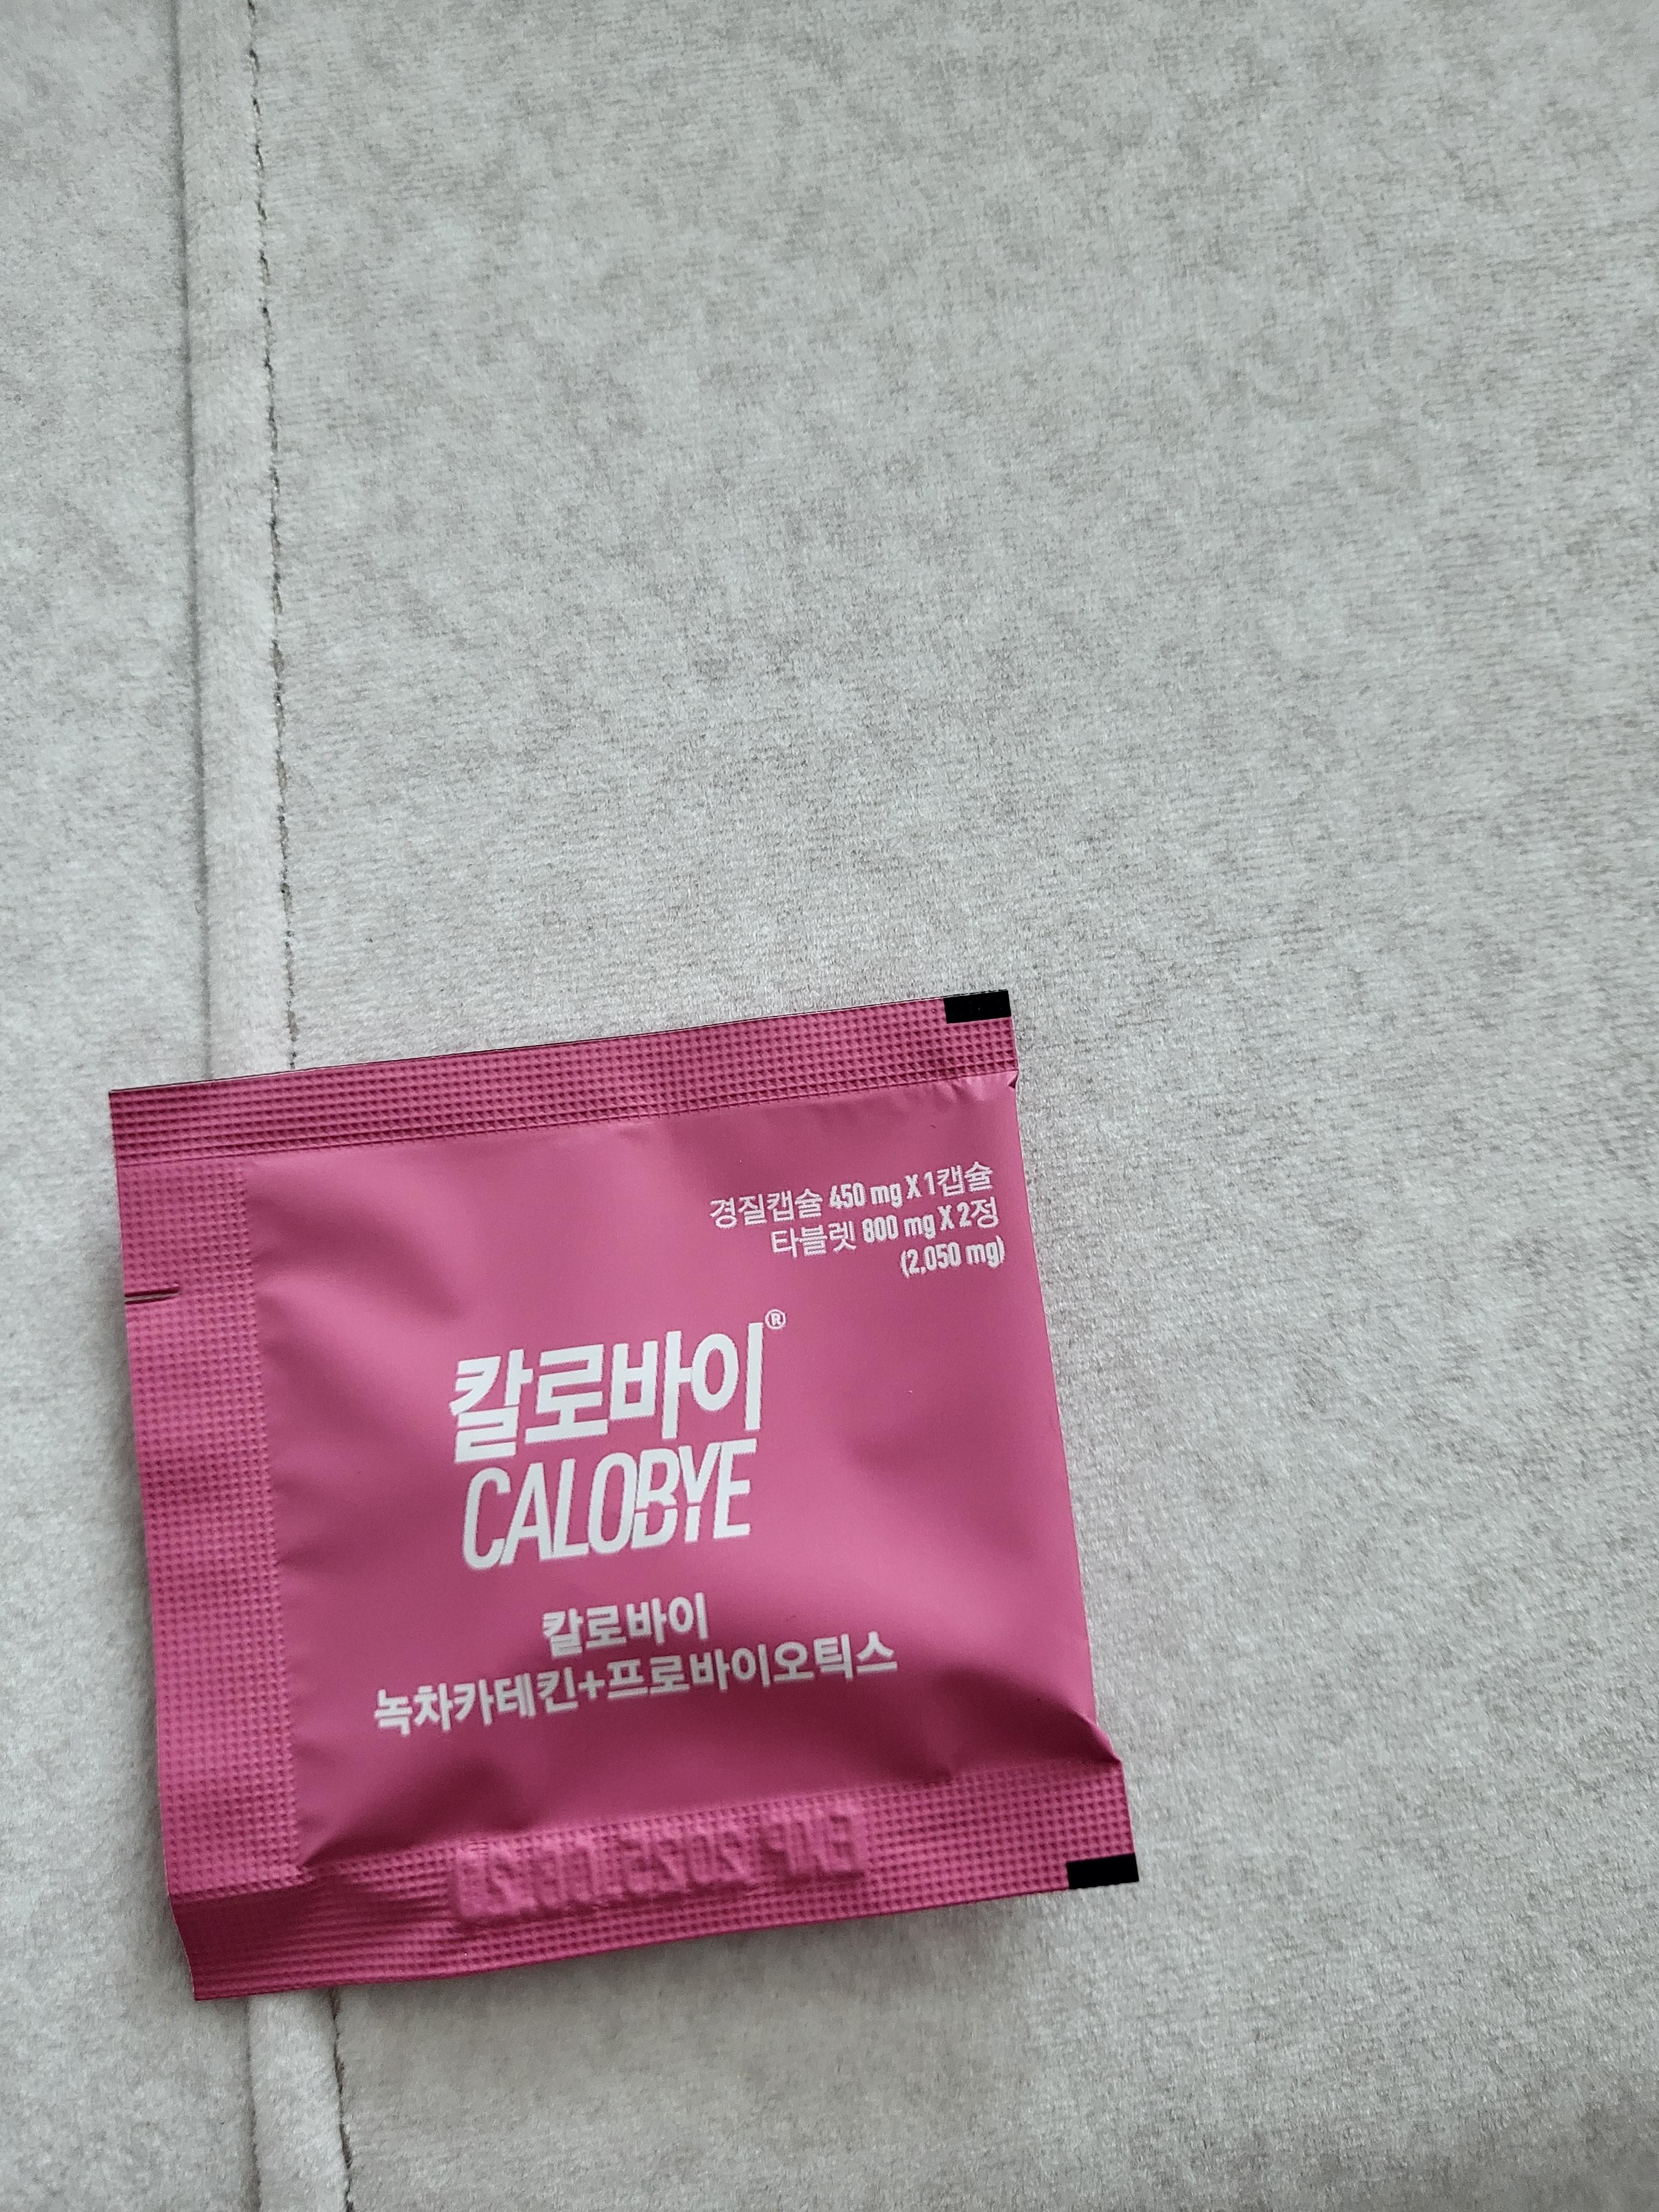 경질캡슐 450 mg X 1캡슐
타블렛 800 mg X 2정
(2,050 mg)
칼로바이®
CALOBYE
칼로바이
녹차카테킨+프로바이오틱스